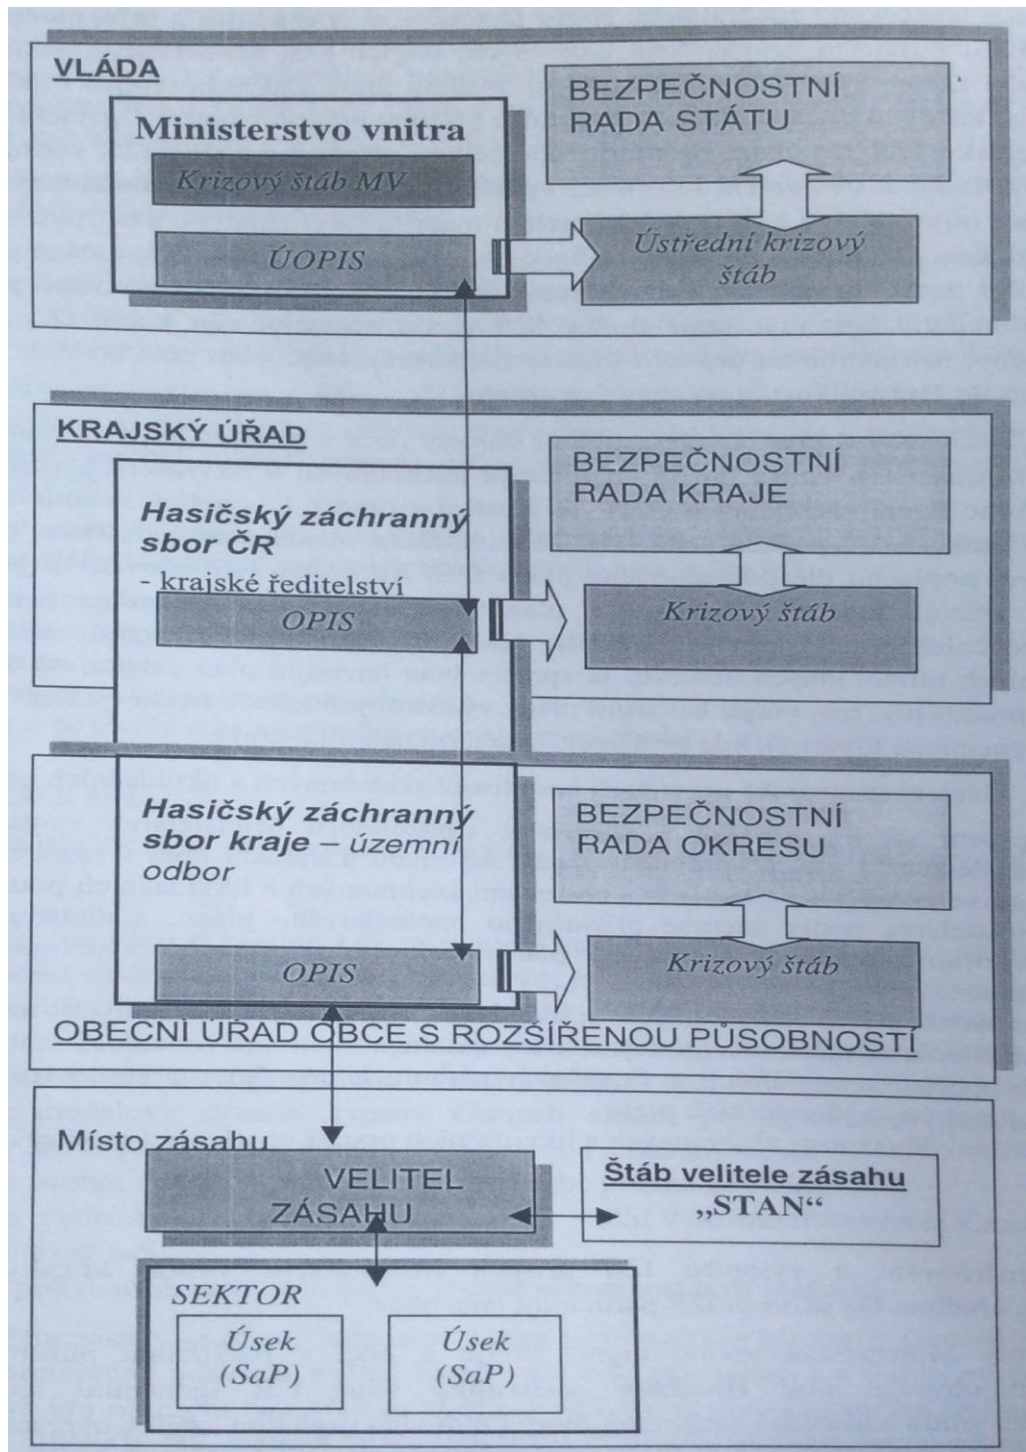 VLÁDA
Ministerstvo vnitra
Krizový štáb MV
ÚOPIS
BEZPEČNOSTNÍ
RADA STÁTU
Ústřední krizový
štáb
KRAJSKÝ ÚŘAD
Hasičský záchranný
sbor ČR
- krajské ředitelství
OPIS
BEZPEČNOSTNÍ
RADA KRAJE
Krizový štáb
Hasičský záchranný
sbor kraje – územní
odbor
OPIS
BEZPEČNOSTNÍ
RADA OKRESU
Krizový štáb
OBECNÍ ÚŘAD OBCE S ROZŠÍŘENOU PŮSOBNOSTÍ
Místo zásahu
VELITEL
ZÁSAHU
Štáb velitele zásahu
„STAN“
SEKTOR
Úsek
(SaP)
Úsek
(SaP)